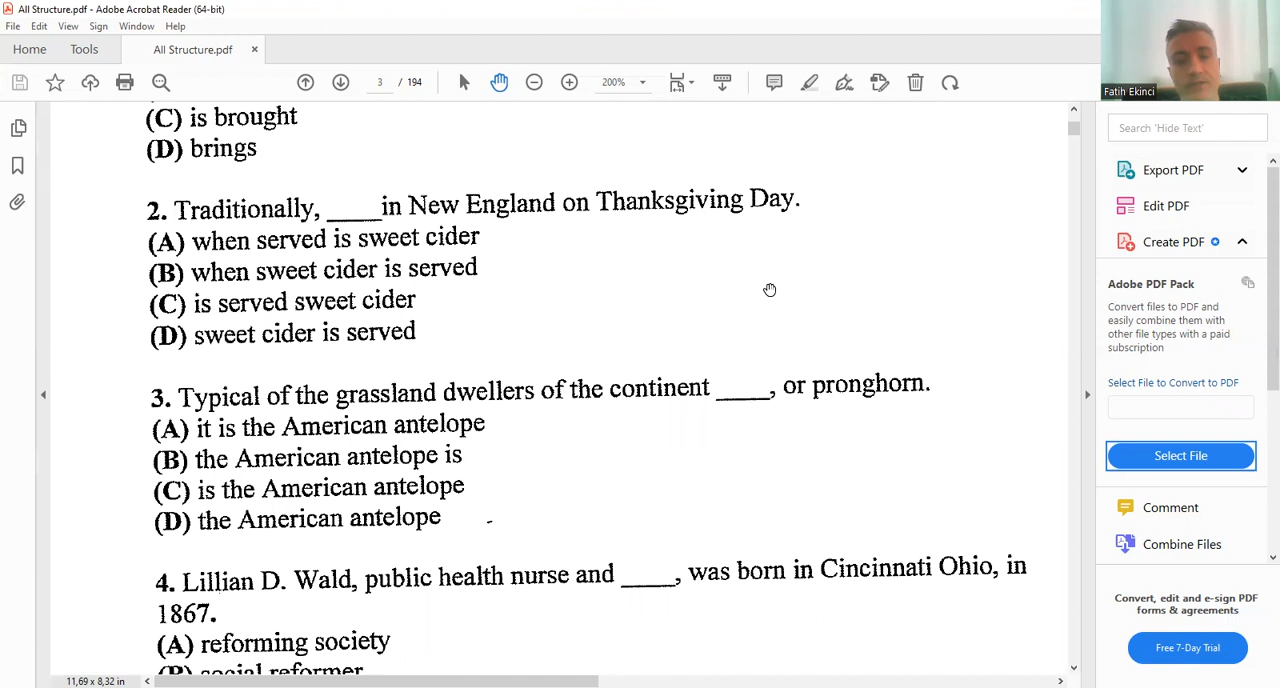 All Structure.pdf - Adobe Acrobat Reader (64-bit)
File Edit View Sign Window Help
Home Tools All Structure.pdf ×
3 / 194 200%
Fatih Ekinci
(C) is brought
(D) brings
2. Traditionally, ____ in New England on Thanksgiving Day.
(A) when served is sweet cider
(B) when sweet cider is served
(C) is served sweet cider
(D) sweet cider is served
3. Typical of the grassland dwellers of the continent ____, or pronghorn.
(A) it is the American antelope
(B) the American antelope is
(C) is the American antelope
(D) the American antelope
4. Lillian D. Wald, public health nurse and ____, was born in Cincinnati Ohio, in
1867.
(A) reforming society
(B) social reformer
11,69 x 8,32 in
Search 'Hide Text'
Export PDF
Edit PDF
Create PDF
Adobe PDF Pack
Convert files to PDF and
easily combine them with
other file types with a paid
subscription
Select File to Convert to PDF
Select File
Comment
Combine Files
Convert, edit and e-sign PDF
forms & agreements
Free 7-Day Trial